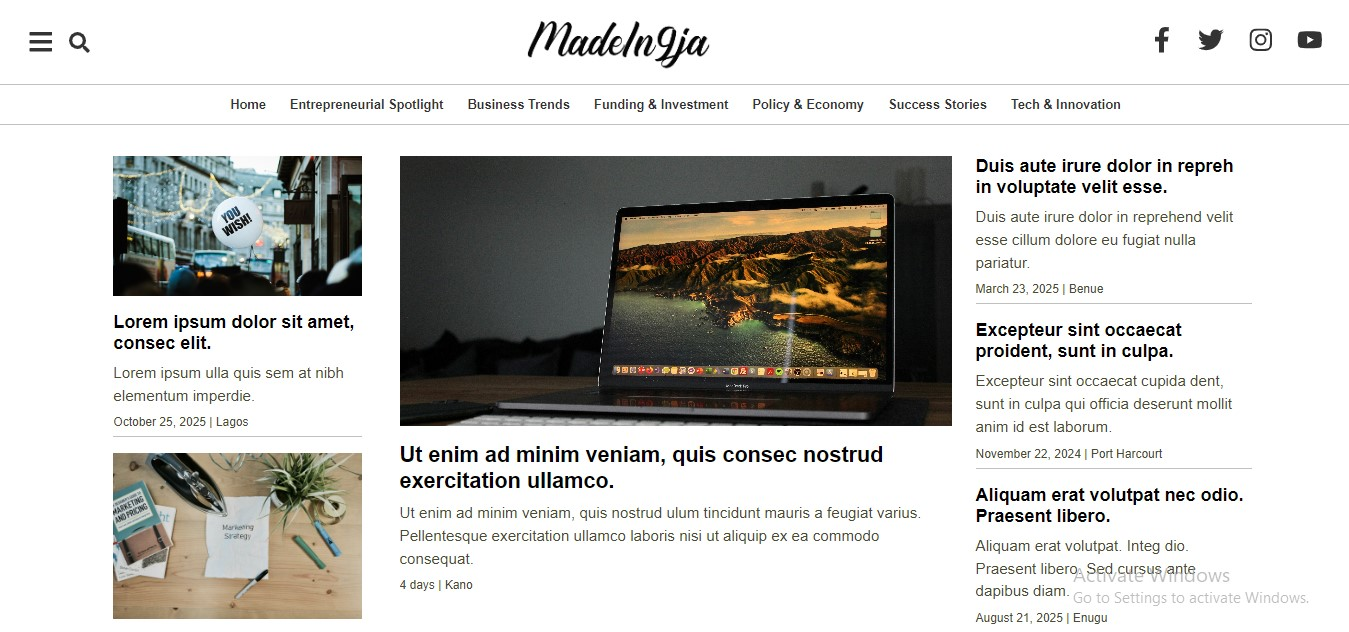 MadeIn9ja
Home Entrepreneurial Spotlight Business Trends Funding & Investment Policy & Economy Success Stories Tech & Innovation
YOU
WISH!
Lorem ipsum dolor sit amet,
consec elit.
Lorem ipsum ulla quis sem at nibh
elementum imperdie.
October 25, 2025 | Lagos
MARKETING
AND PRICING
Marketing
Strategy
Ut enim ad minim veniam, quis consec nostrud
exercitation ullamco.
Ut enim ad minim veniam, quis nostrud ulum tincidunt mauris a feugiat varius.
Pellentesque exercitation ullamco laboris nisi ut aliquip ex ea commodo
consequat.
4 days | Kano
Duis aute irure dolor in repreh
in voluptate velit esse.
Duis aute irure dolor in reprehend velit
esse cillum dolore eu fugiat nulla
pariatur.
March 23, 2025 | Benue
Excepteur sint occaecat
proident, sunt in culpa.
Excepteur sint occaecat cupida dent,
sunt in culpa qui officia deserunt mollit
anim id est laborum.
November 22, 2024 | Port Harcourt
Aliquam erat volutpat nec odio.
Praesent libero.
Aliquam erat volutpat. Integ dio.
Praesent libero. Sed cursus ante
dapibus diam.
August 21, 2025 | Enugu
Activate Windows
Go to Settings to activate Windows.